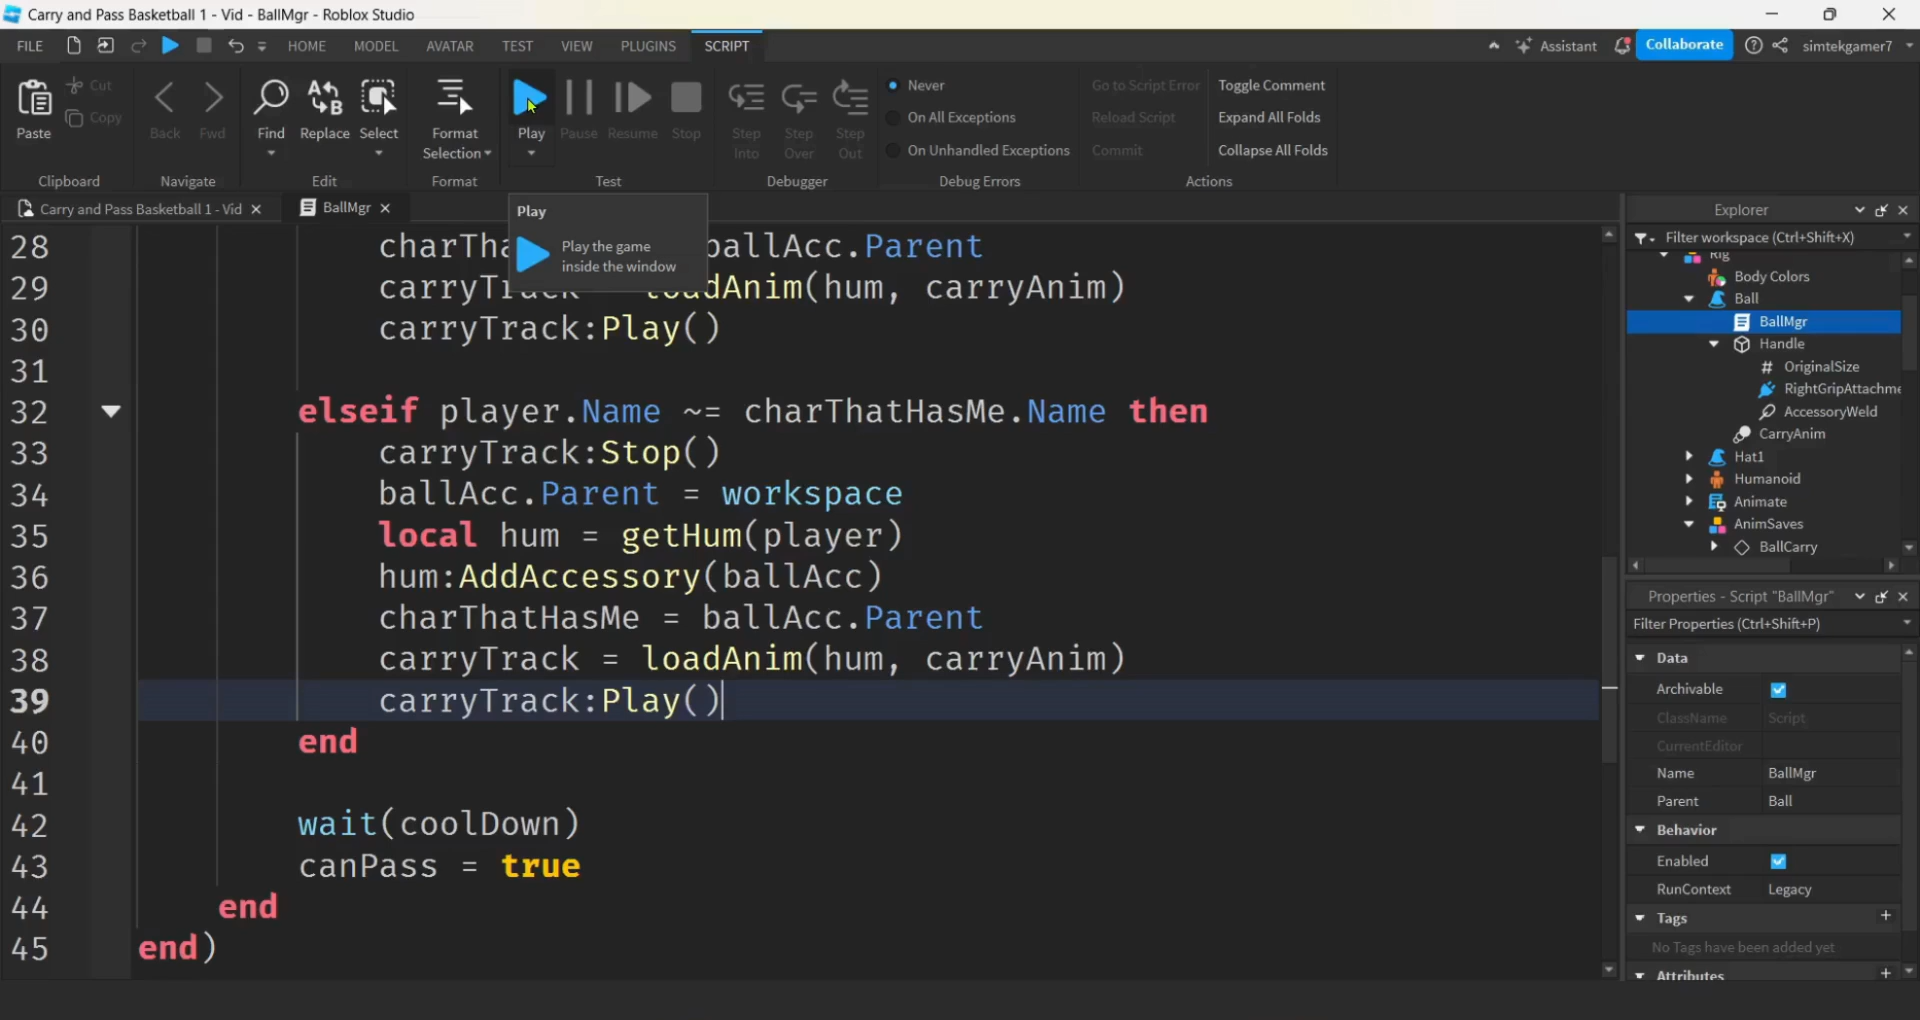 Carry and Pass Basketball 1 - Vid - BallMgr - Roblox Studio
FILE HOME MODEL AVATAR TEST VIEW PLUGINS SCRIPT Assistant Collaborate simtekgamer7
Paste
Cut
Copy
Clipboard
Back
Fwd
Navigate
Find
Replace
Select
Edit
Format
Selection
Format
Play
Pause
Resume
Stop
Test
Step
Into
Step
Over
Step
Out
Debugger
Never
On All Exceptions
On Unhandled Exceptions
Debug Errors
Go to Script Error
Reload Script
Commit
Toggle Comment
Expand All Folds
Collapse All Folds
Actions
Carry and Pass Basketball 1 - Vid
BallMgr
Play
Play the game
inside the window
28 charTha ballAcc.Parent
29 carryTrack loadAnim(hum, carryAnim)
30 carryTrack:Play()
31
32 elseif player.Name ~= charThatHasMe.Name then
33 carryTrack:Stop()
34 ballAcc.Parent = workspace
35 local hum = getHum(player)
36 hum:AddAccessory(ballAcc)
37 charThatHasMe = ballAcc.Parent
38 carryTrack = loadAnim(hum, carryAnim)
39 carryTrack:Play()
40 end
41
42 wait(coolDown)
43 canPass = true
44 end
45 end)
Explorer
Filter workspace (Ctrl+Shift+X)
Rig
Body Colors
Ball
BallMgr
Handle
# OriginalSize
RightGripAttachme
AccessoryWeld
CarryAnim
Hat1
Humanoid
Animate
AnimSaves
BallCarry
Properties - Script "BallMgr"
Filter Properties (Ctrl+Shift+P)
Data
Archivable
ClassName Script
CurrentEditor
Name BallMgr
Parent Ball
Behavior
Enabled
RunContext Legacy
Tags +
No Tags have been added yet
Attributes +